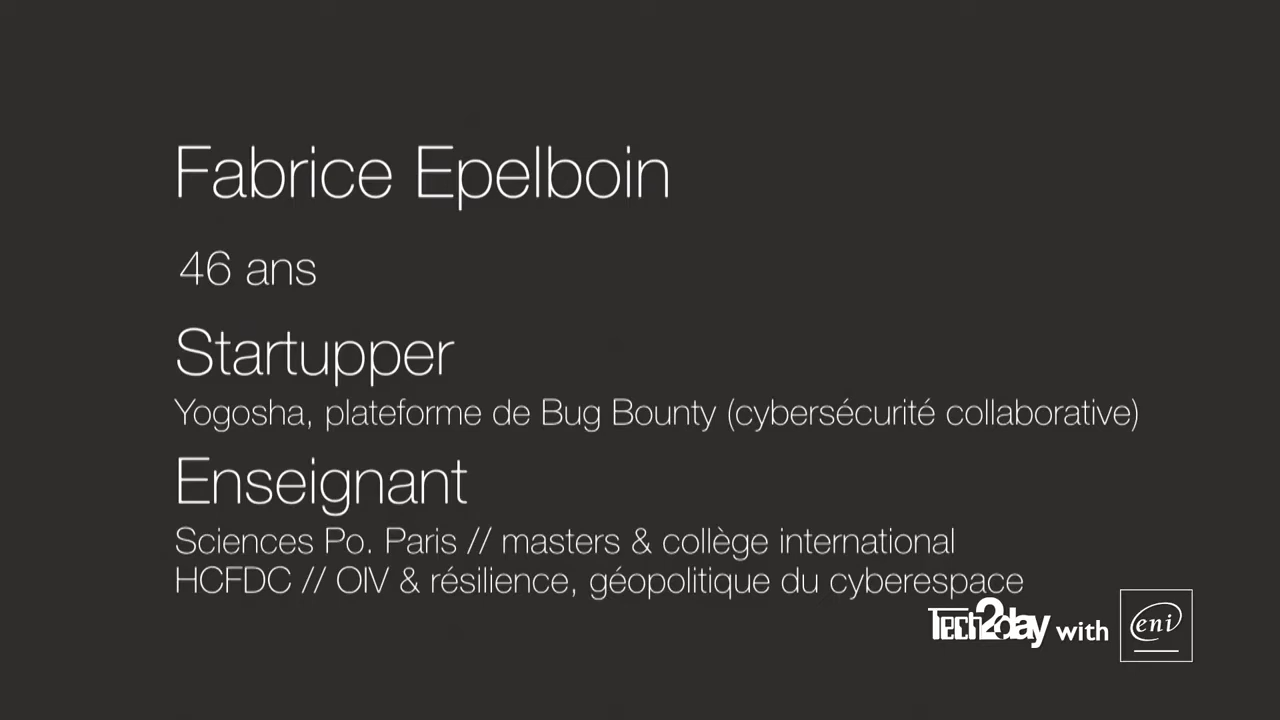 Fabrice Epelboin
46 ans
Startupper
Yogosha, plateforme de Bug Bounty (cybersécurité collaborative)
Enseignant
Sciences Po. Paris // masters & collège international
HCFDC // OIV & résilience, géopolitique du cyberespace
Tech2day with eni